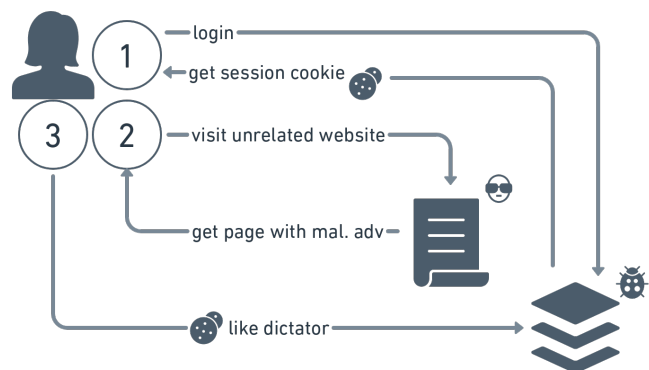 login
1
get session cookie
3
2
visit unrelated website
get page with mal. adv
like dictator